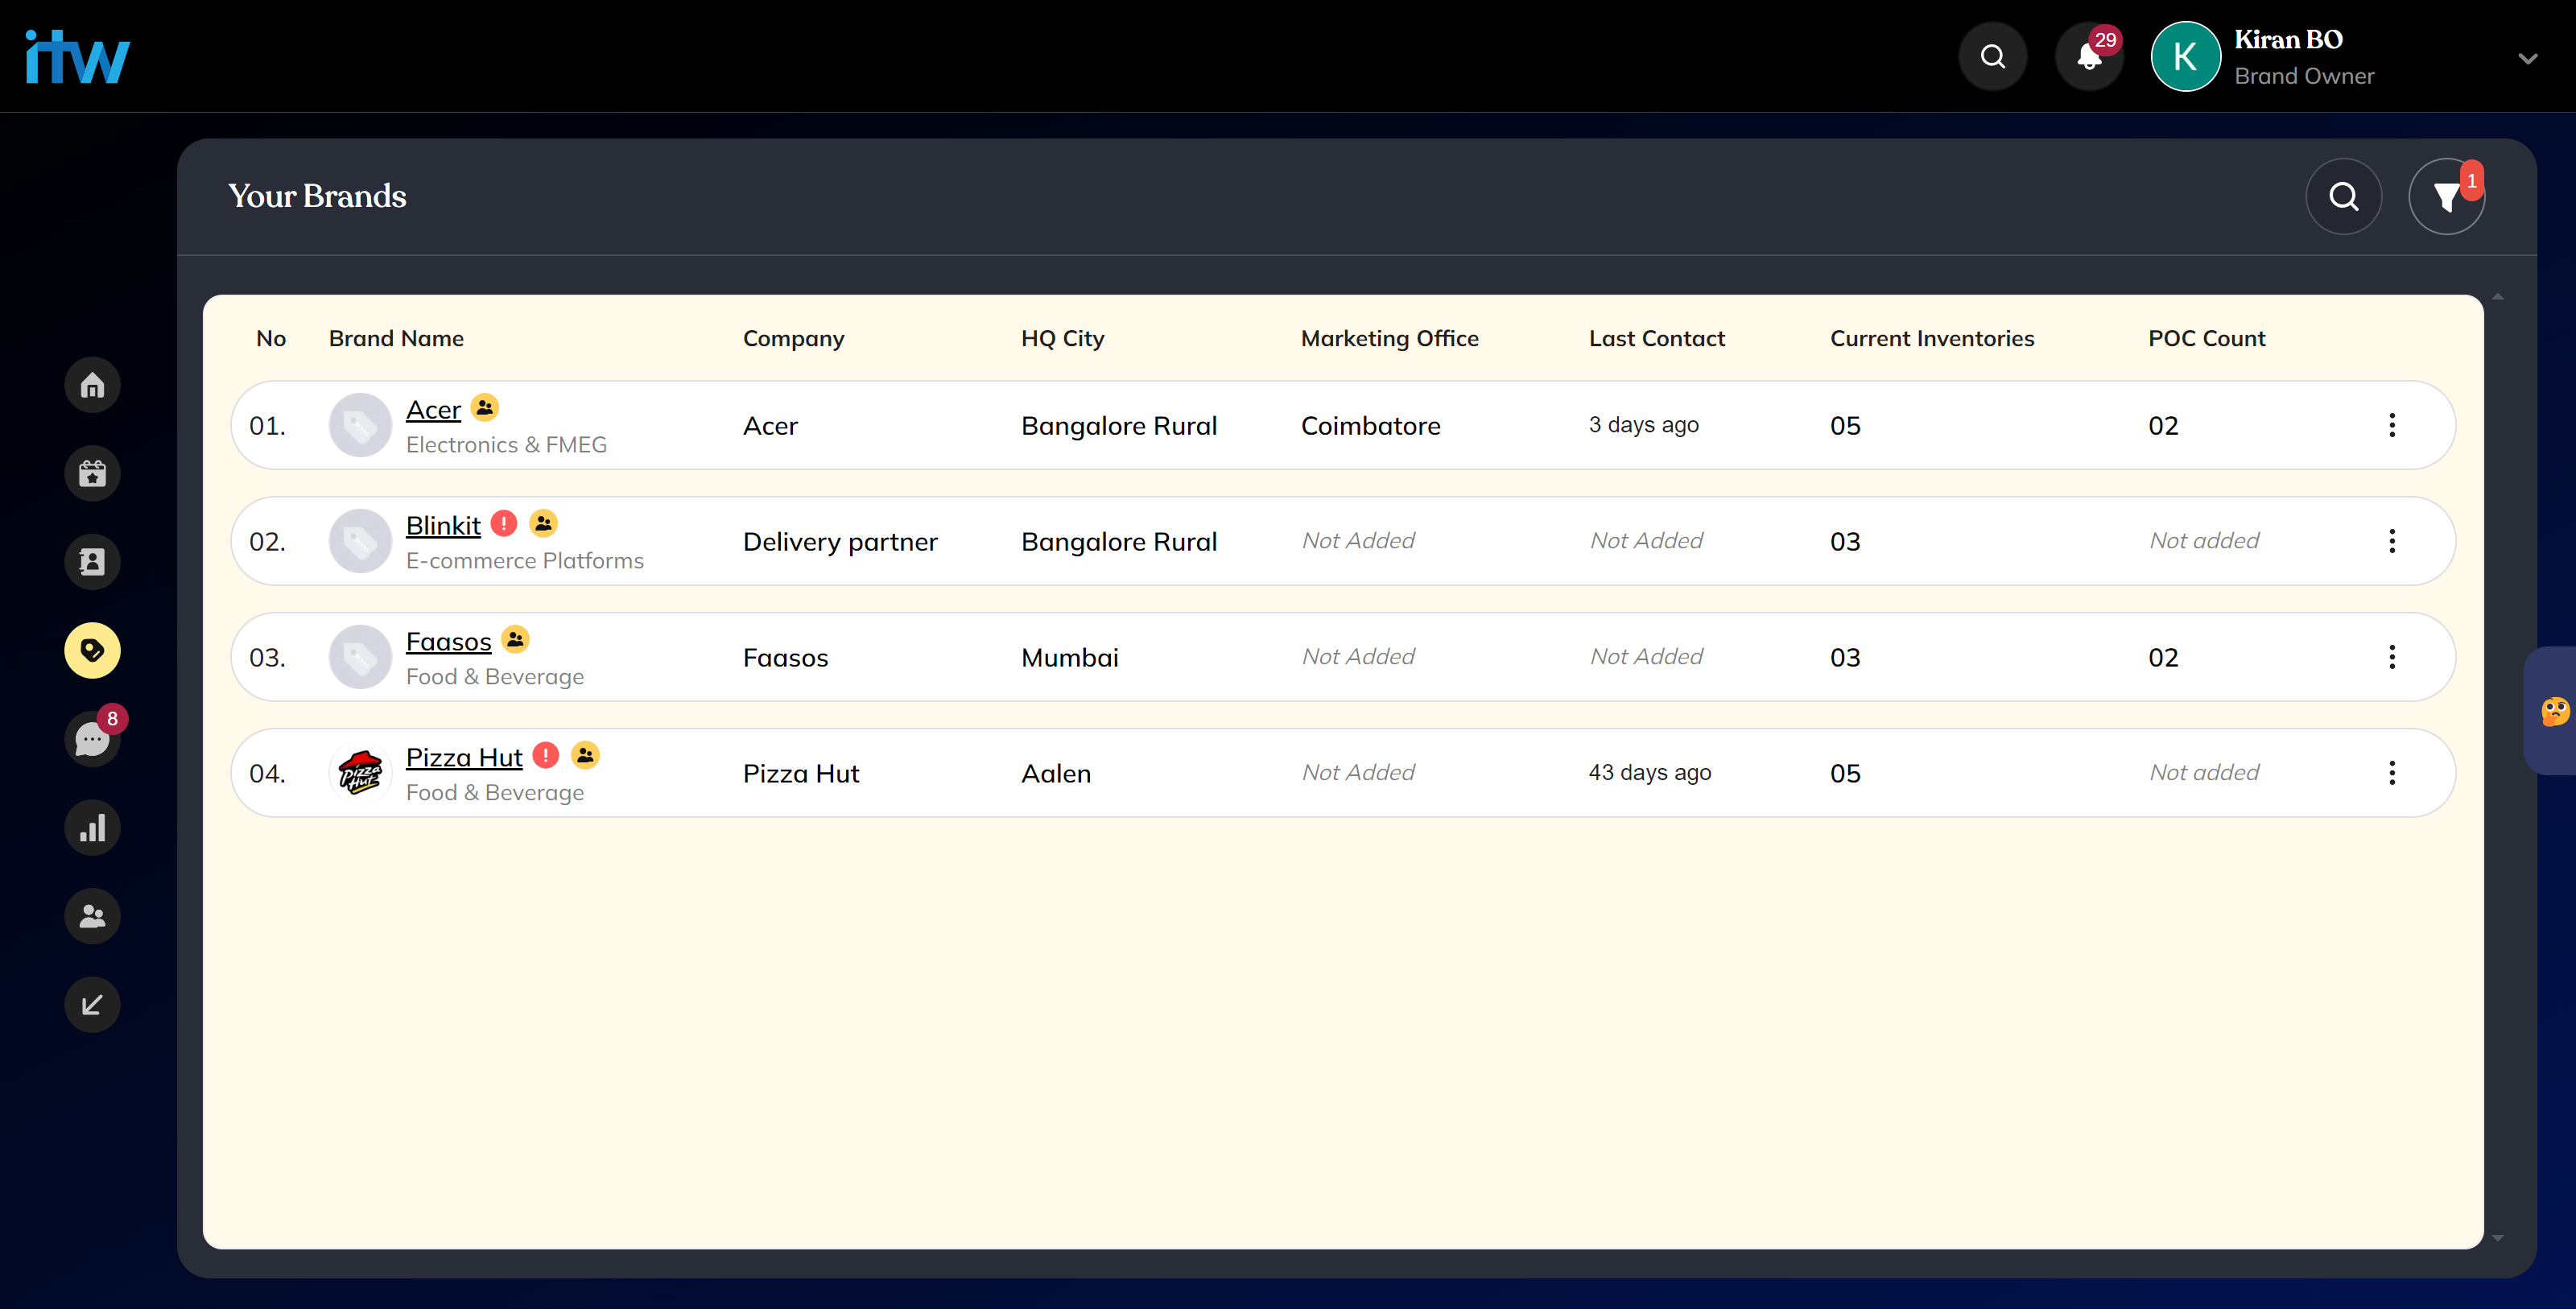 itw
29
K
Kiran BO
Brand Owner
Your Brands
1
No Brand Name Company HQ City Marketing Office Last Contact Current Inventories POC Count
01. Acer Acer Bangalore Rural Coimbatore 3 days ago 05 02
Electronics & FMEG
02. Blinkit Delivery partner Bangalore Rural Not Added Not Added 03 Not added
E-commerce Platforms
03. Faasos Faasos Mumbai Not Added Not Added 03 02
Food & Beverage
04. Pizza Hut Pizza Hut Pizza Hut Aalen Not Added 43 days ago 05 Not added
Food & Beverage
8